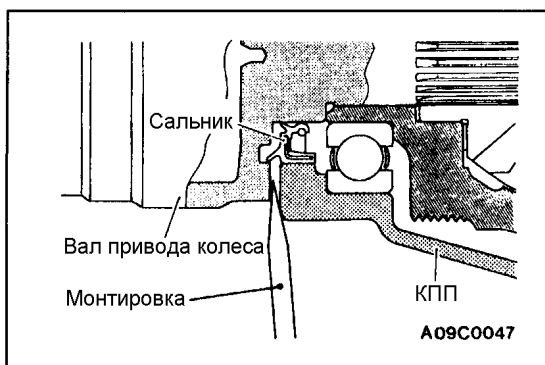 Сальник
Вал привода колеса
Монтировка
КПП
A09C0047